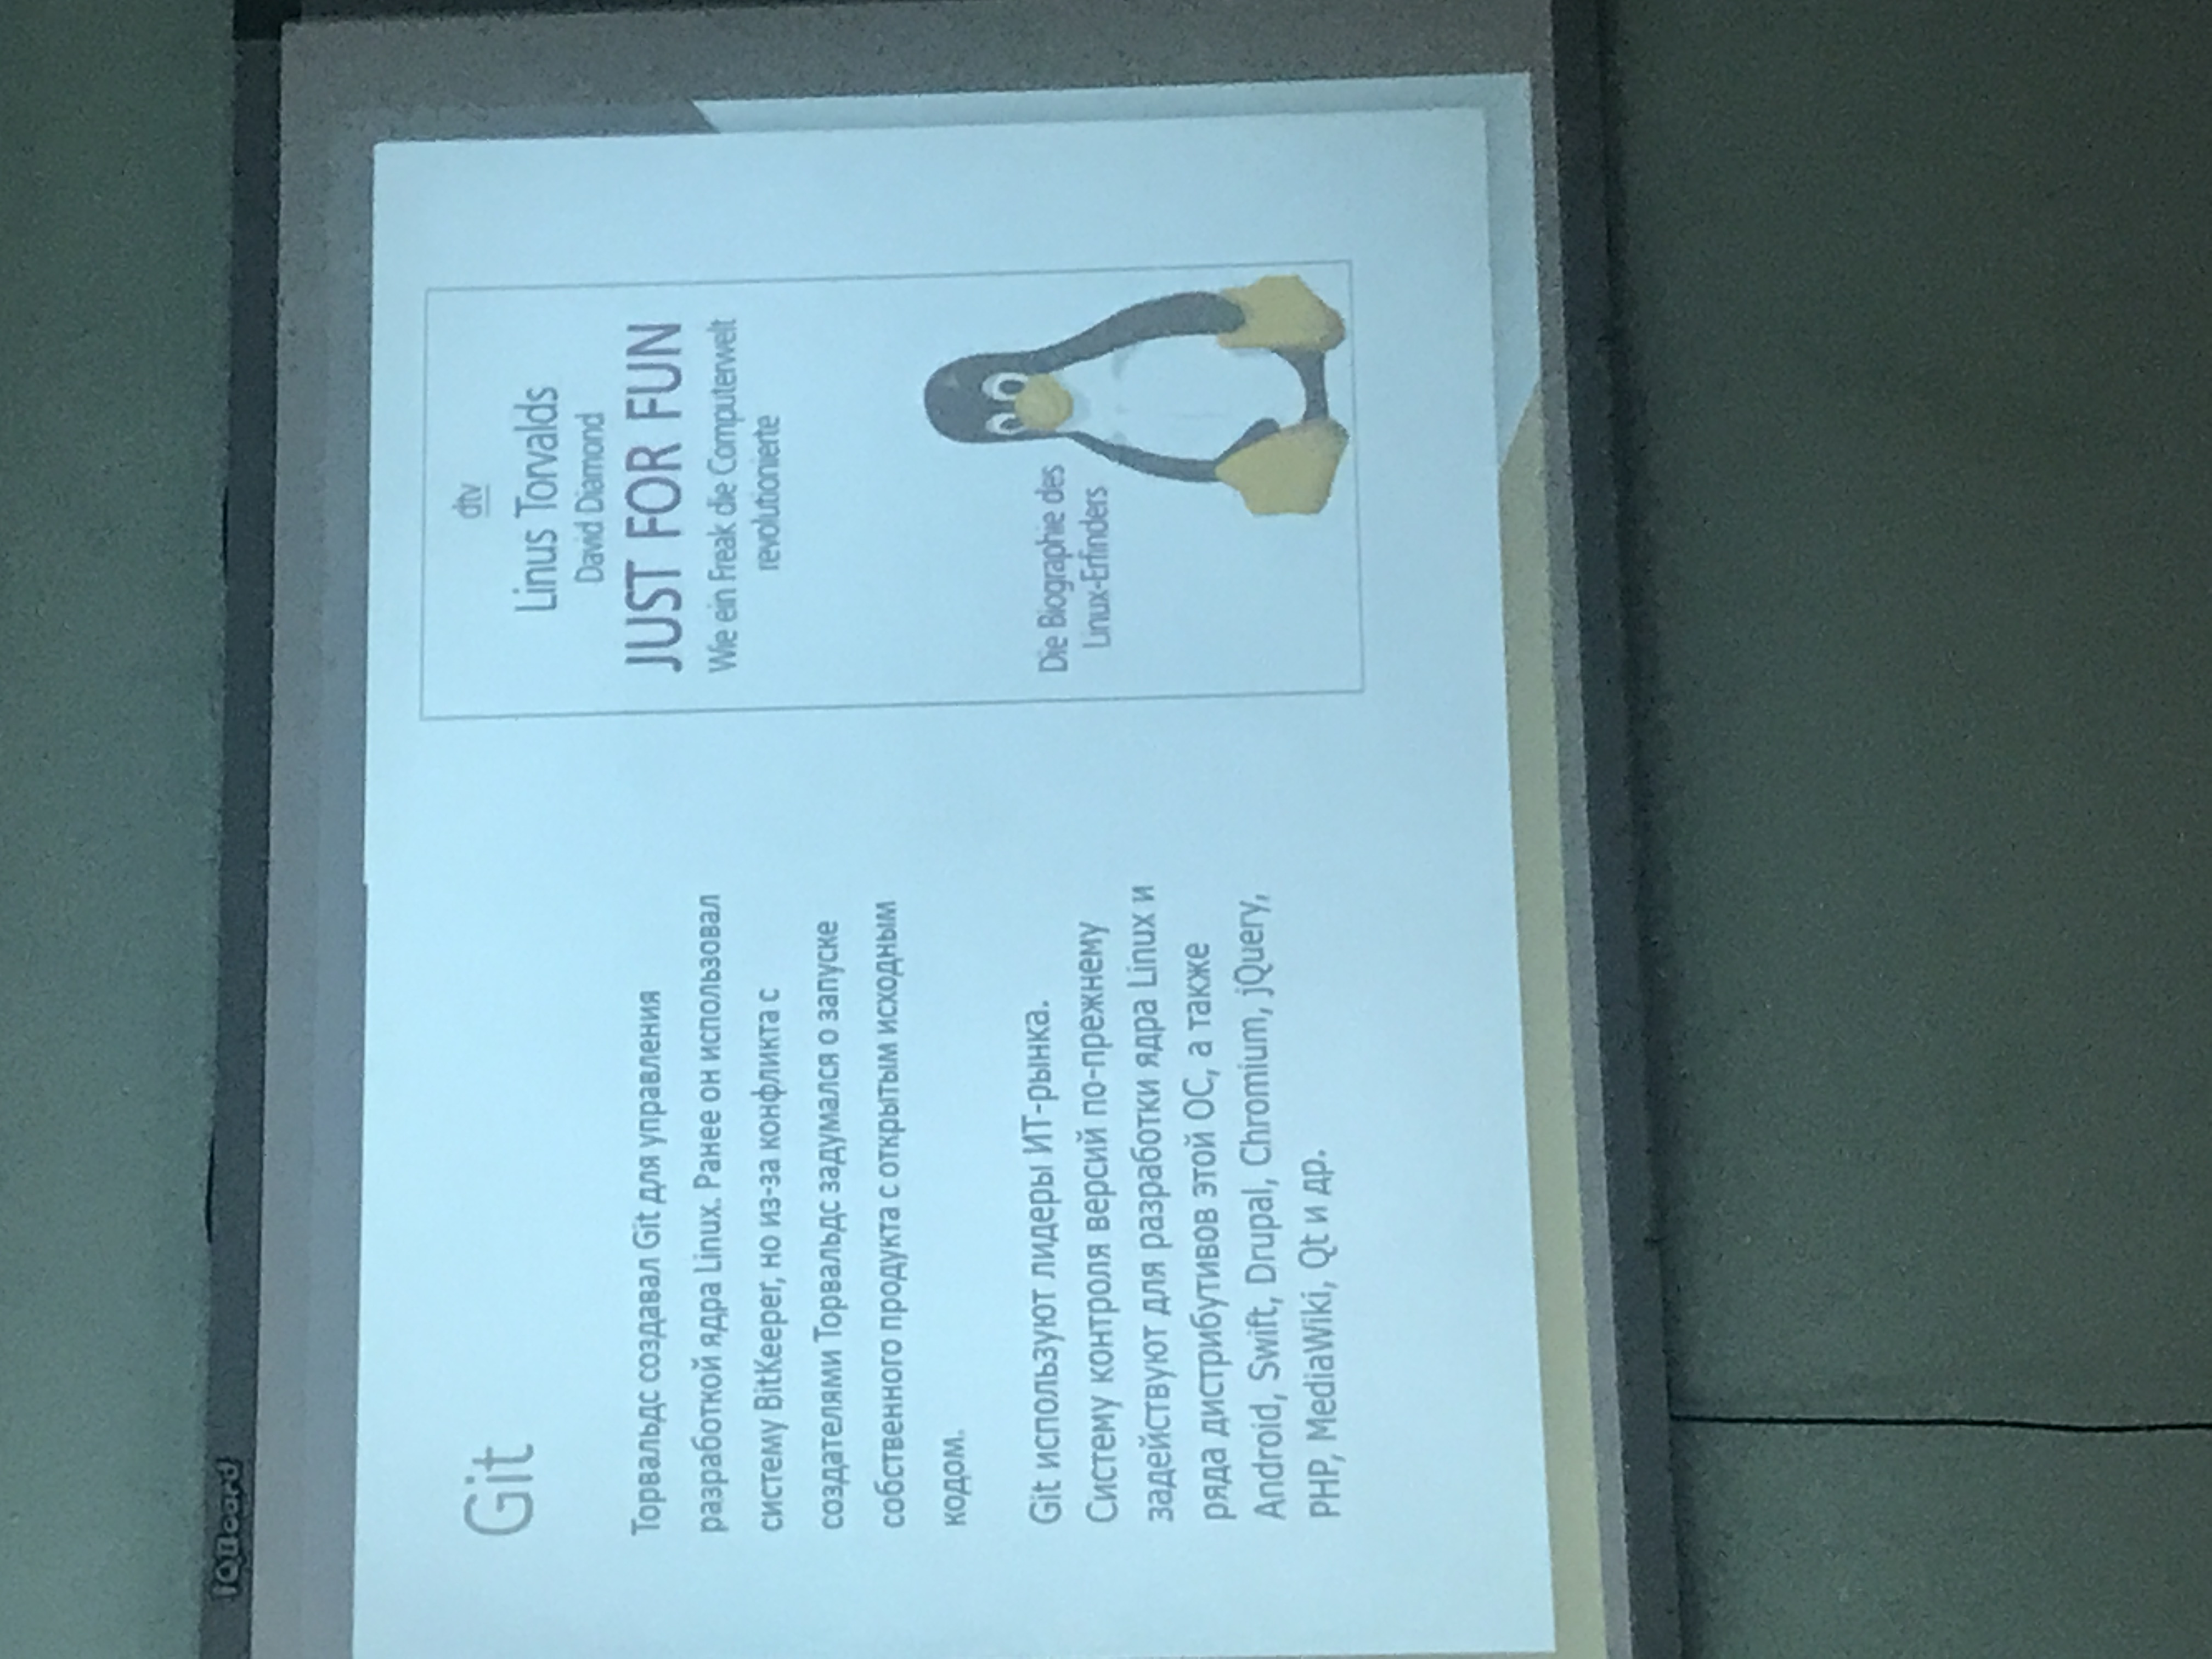 IQBoard
Git
Торвальдс создавал Git для управления
разработкой ядра Linux. Ранее он использовал
систему BitKeeper, но из-за конфликта с
создателями Торвальдс задумался о запуске
собственного продукта с открытым исходным
кодом.
Git используют лидеры ИТ-рынка.
Систему контроля версий по-прежнему
задействуют для разработки ядра Linux и
ряда дистрибутивов этой ОС, а также
Android, Swift, Drupal, Chromium, jQuery,
PHP, MediaWiki, Qt и др.
dtv
Linus Torvalds
David Diamond
JUST FOR FUN
Wie ein Freak die Computerwelt
revolutionierte
Die Biographie des
Linux-Erfinders